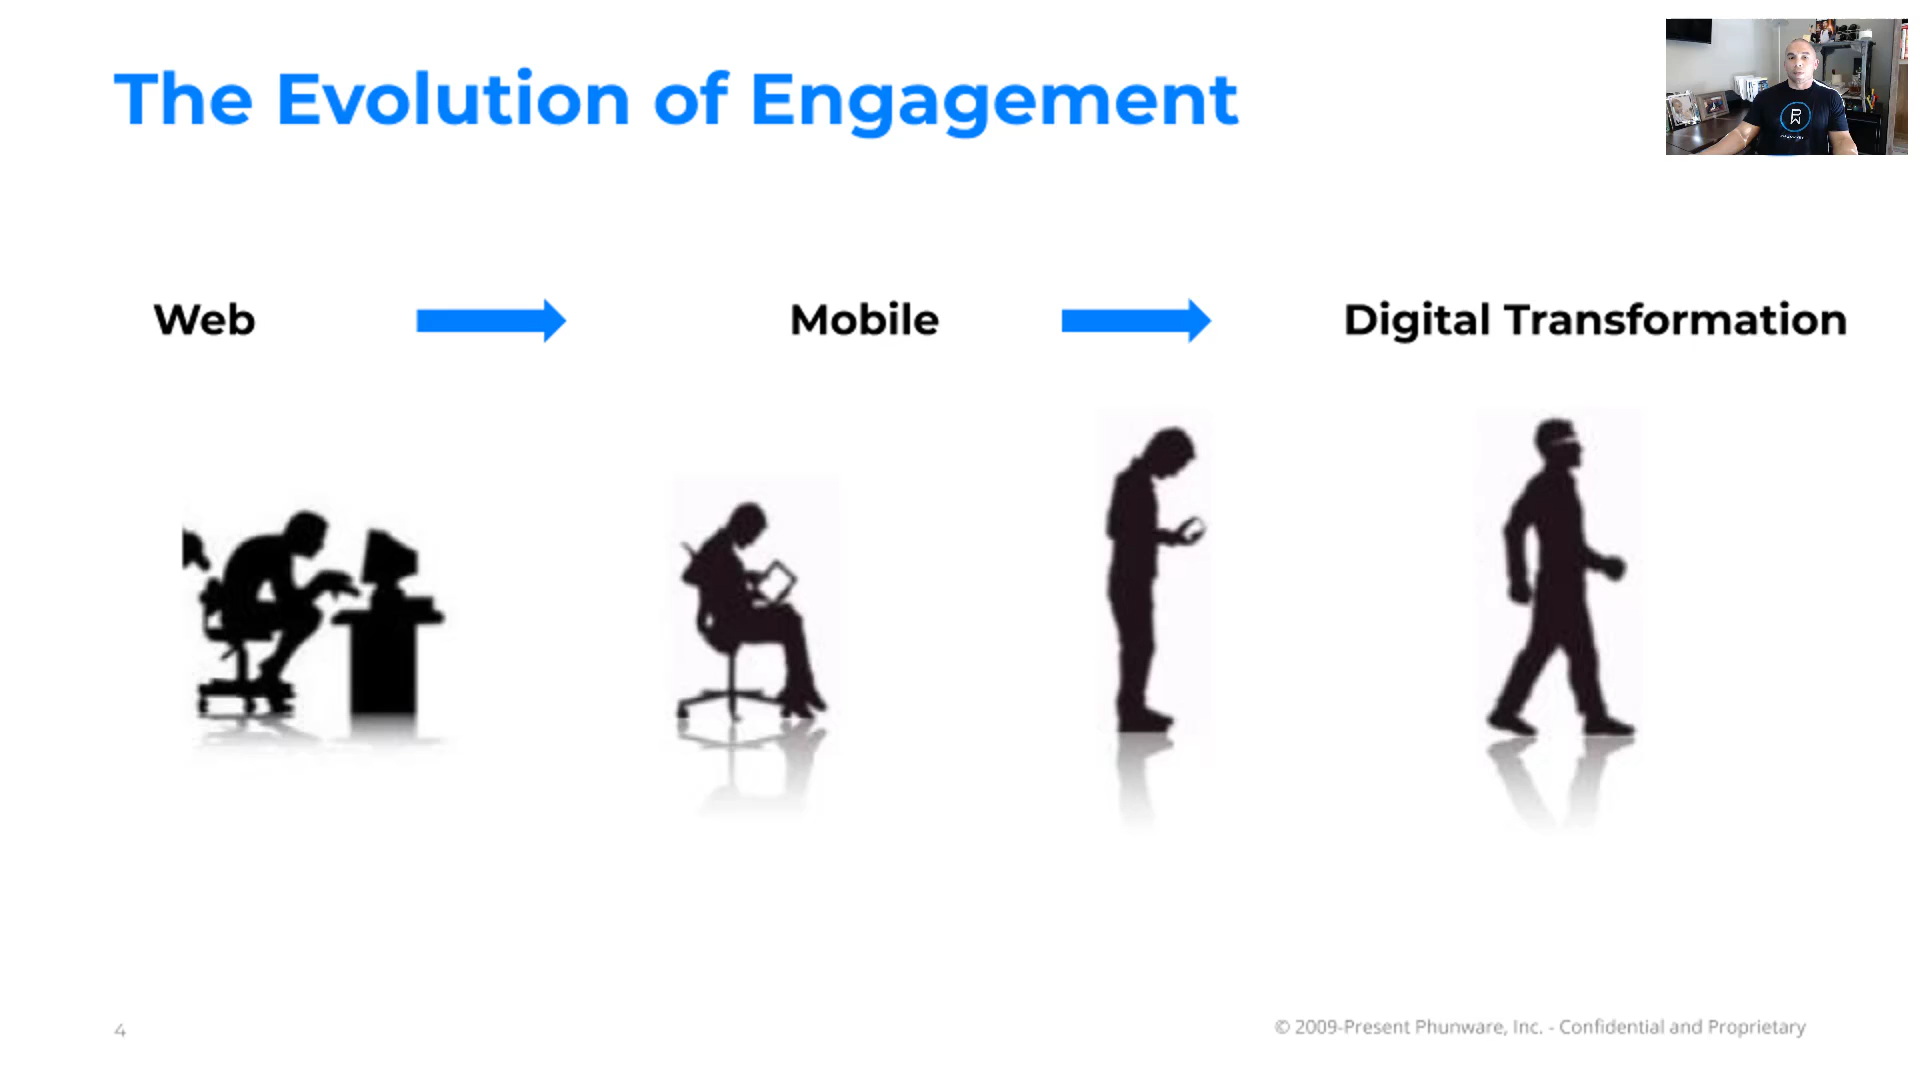 The Evolution of Engagement
Web
Mobile
Digital Transformation
4
© 2009-Present Phunware, Inc. - Confidential and Proprietary